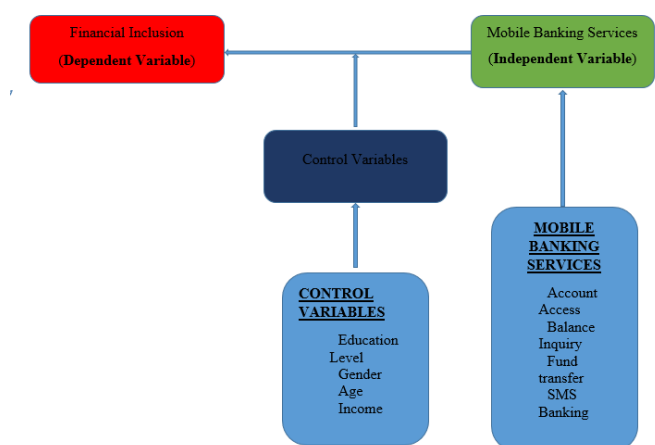 Financial Inclusion
(Dependent Variable)
Mobile Banking Services
(Independent Variable)
Control Variables
CONTROL
VARIABLES
Education
Level
Gender
Age
Income
MOBILE
BANKING
SERVICES
Account
Access
Balance
Inquiry
Fund
transfer
SMS
Banking